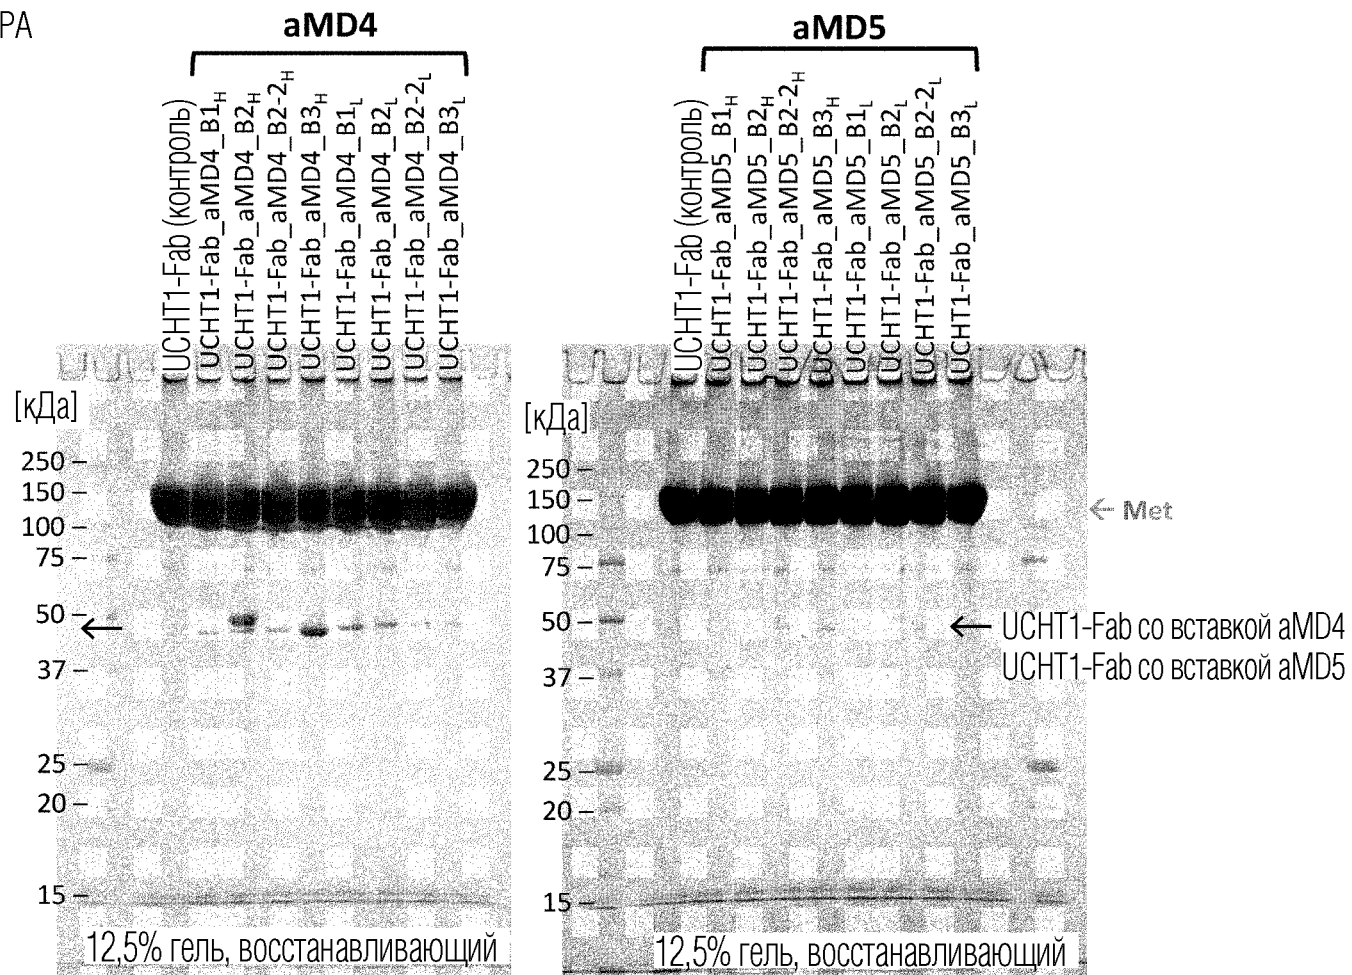 РА
aMD4
UCHT1-Fab (контроль)
UCHT1-Fab_aMD4_B1H
UCHT1-Fab_aMD4_B2H
UCHT1-Fab_aMD4_B2-2H
UCHT1-Fab_aMD4_B3H
UCHT1-Fab_aMD4_B1L
UCHT1-Fab_aMD4_B2L
UCHT1-Fab_aMD4_B2-2L
UCHT1-Fab_aMD4_B3L
[кДа]
250
150
100
75
50
37
25
20
15
12,5% гель, восстанавливающий
aMD5
UCHT1-Fab (контроль)
UCHT1-Fab_aMD5_B1H
UCHT1-Fab_aMD5_B2H
UCHT1-Fab_aMD5_B2-2H
UCHT1-Fab_aMD5_B3H
UCHT1-Fab_aMD5_B1L
UCHT1-Fab_aMD5_B2L
UCHT1-Fab_aMD5_B2-2L
UCHT1-Fab_aMD5_B3L
[кДа]
250
150
100
75
50
37
25
20
15
12,5% гель, восстанавливающий
Met
UCHT1-Fab со вставкой aMD4
UCHT1-Fab со вставкой aMD5